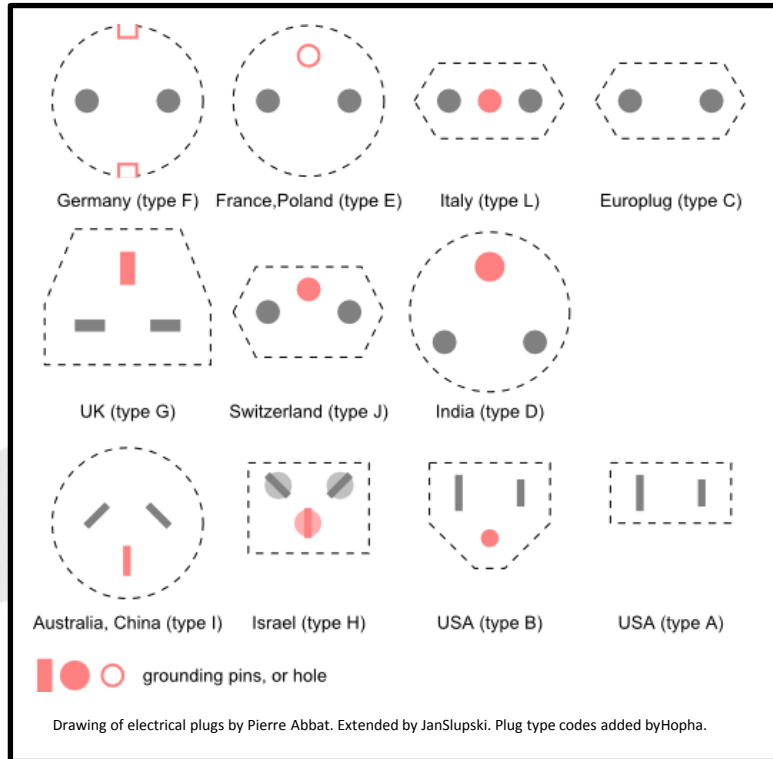 Germany (type F) France,Poland (type E) Italy (type L) Europlug (type C)
UK (type G) Switzerland (type J) India (type D)
Australia, China (type I) Israel (type H) USA (type B) USA (type A)
grounding pins, or hole
Drawing of electrical plugs by Pierre Abbat. Extended by JanSlupski. Plug type codes added byHopha.